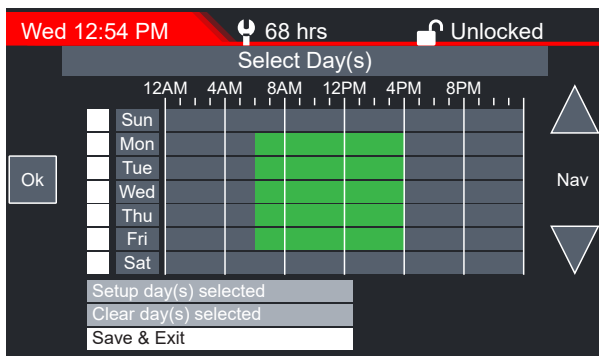 Wed 12:54 PM 68 hrs Unlocked
Select Day(s)
12AM 4AM 8AM 12PM 4PM 8PM
Sun
Mon
Tue
Ok Wed Nav
Thu
Fri
Sat
Setup day(s) selected
Clear day(s) selected
Save & Exit